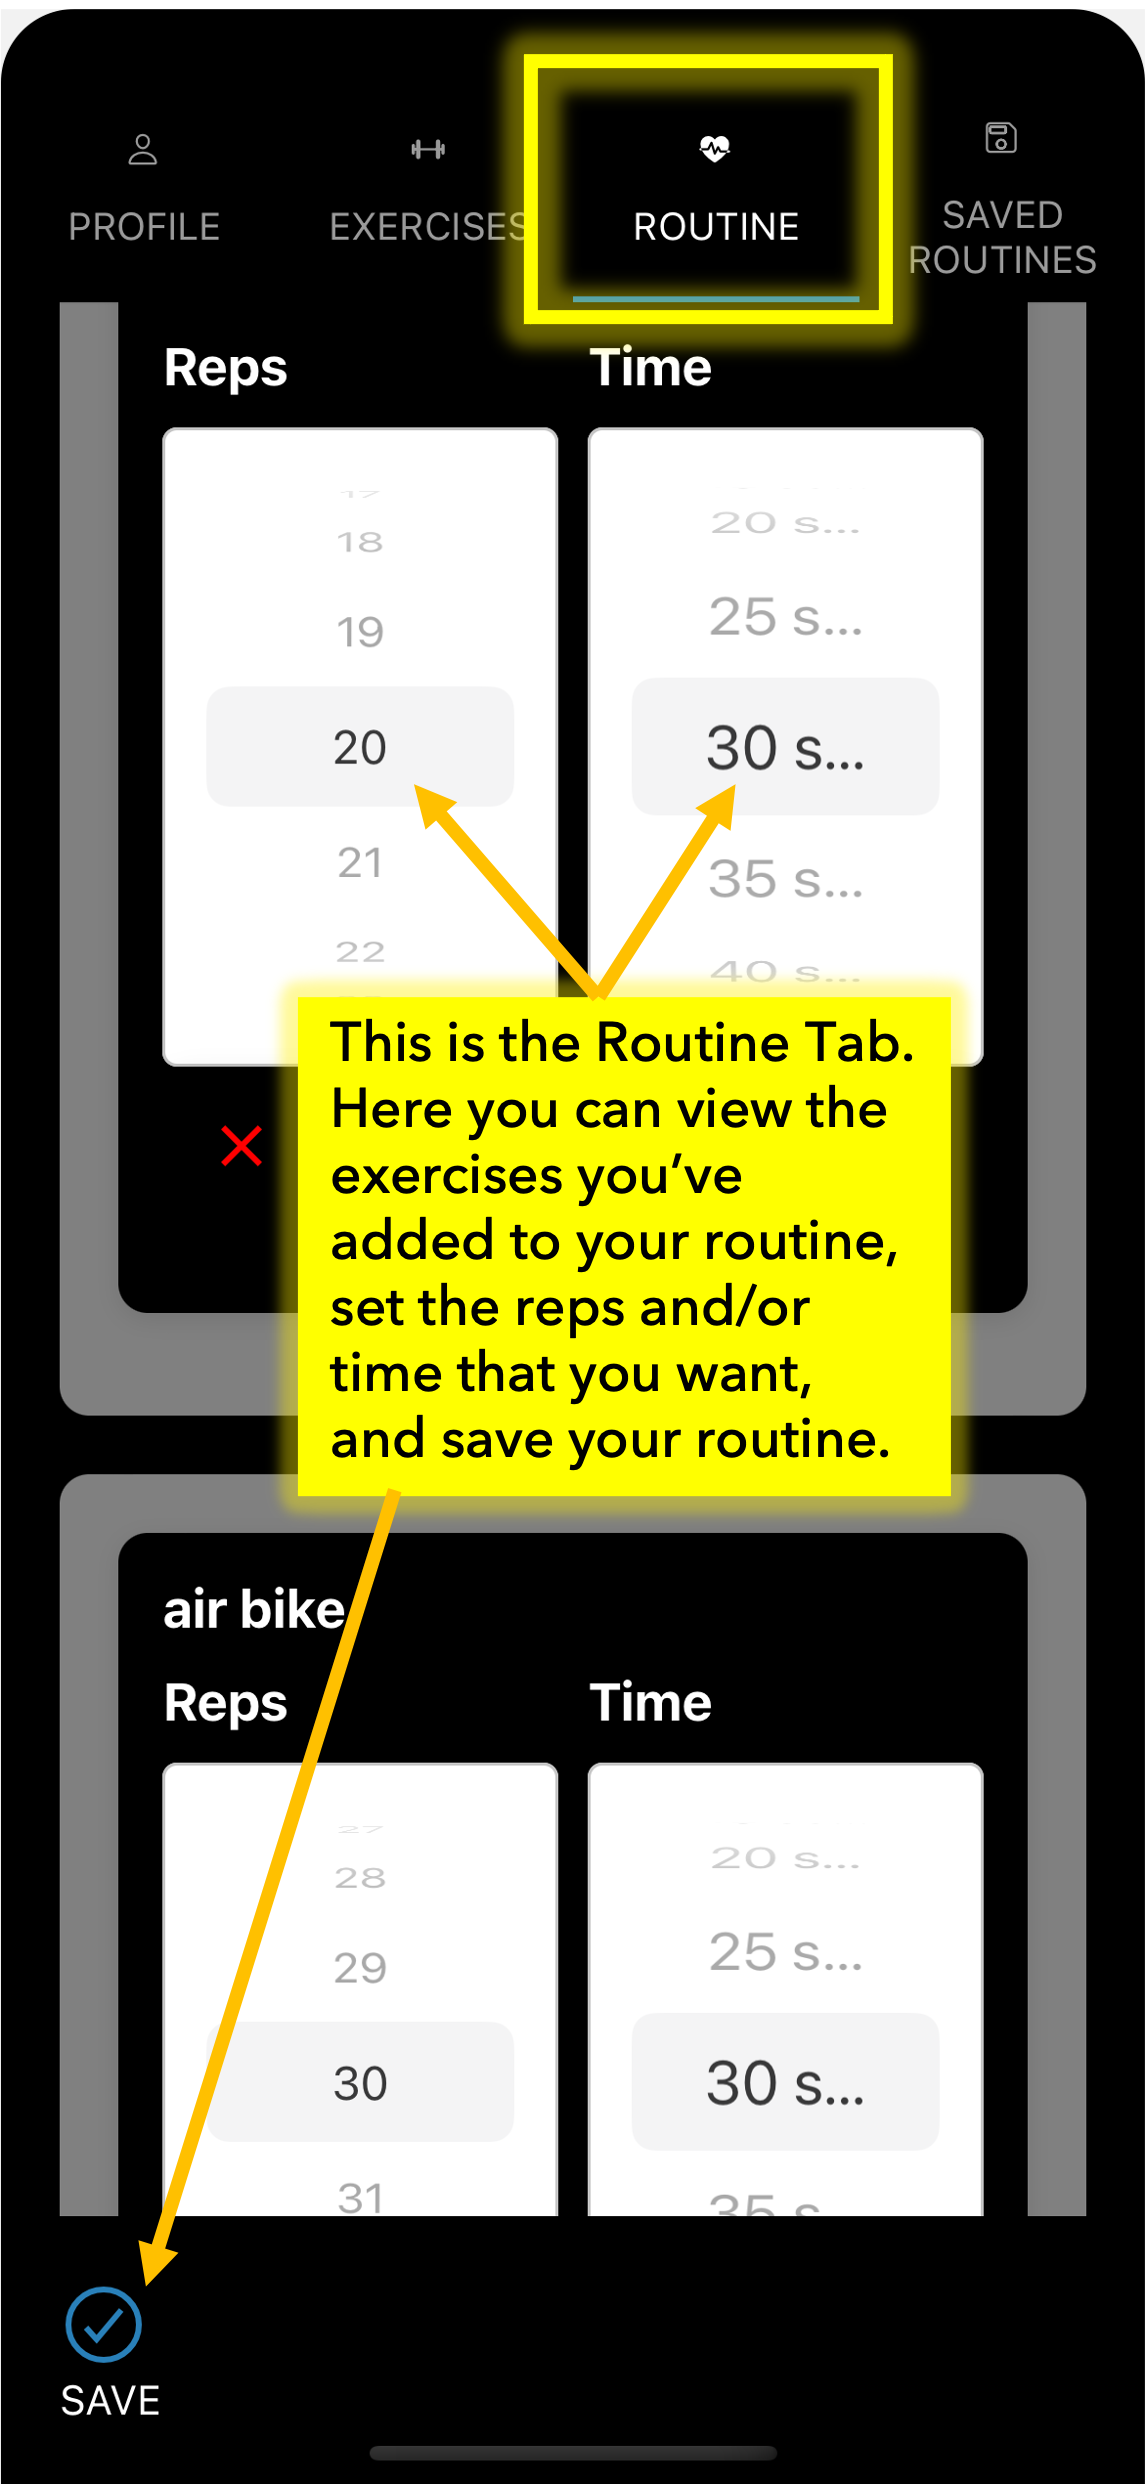 PROFILE
EXERCISES
ROUTINE
SAVED
ROUTINES
Reps
Time
17
18
19
20
21
22
20 s...
25 s...
30 s...
35 s...
40 s...
This is the Routine Tab.
Here you can view the
exercises you’ve
added to your routine,
set the reps and/or
time that you want,
and save your routine.
air bike
Reps
Time
27
28
29
30
31
20 s...
25 s...
30 s...
35 s
SAVE